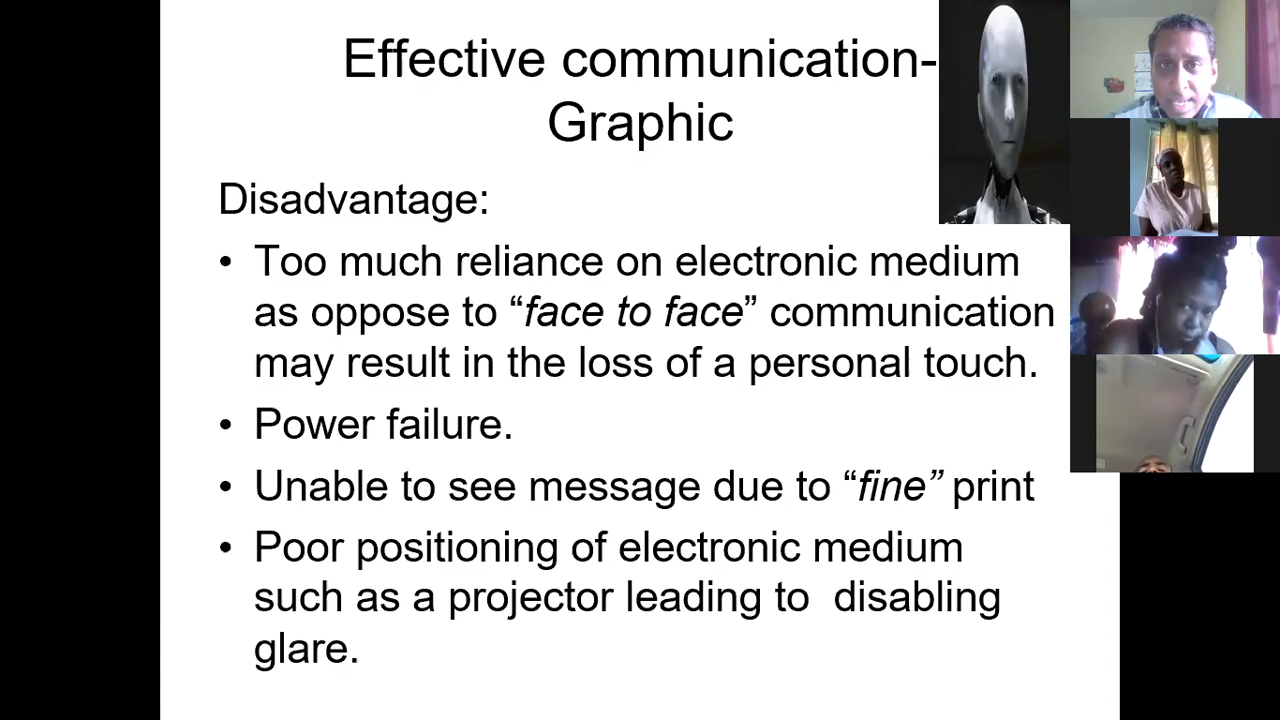 Effective communication-
Graphic
Disadvantage:
• Too much reliance on electronic medium
as oppose to “face to face” communication
may result in the loss of a personal touch.
• Power failure.
• Unable to see message due to “fine” print
• Poor positioning of electronic medium
such as a projector leading to  disabling
glare.